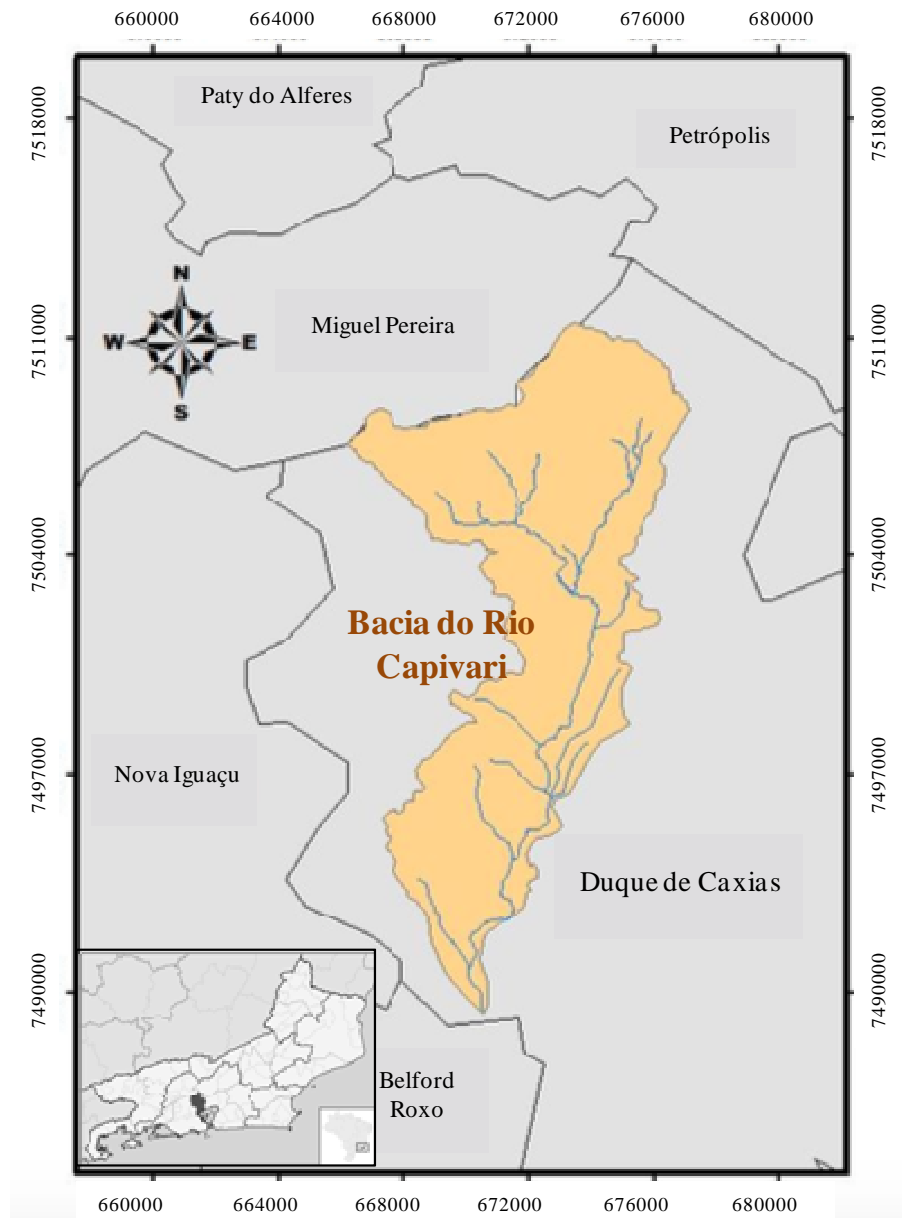 660000 664000 668000 672000 676000 680000
7518000
7518000
Paty do Alferes
Petrópolis
N
W E
S
Miguel Pereira
7511000
7511000
7504000
7504000
Bacia do Rio
Capivari
Nova Iguaçu
7497000
7497000
Duque de Caxias
7490000
7490000
Belford
Roxo
660000 664000 668000 672000 676000 680000